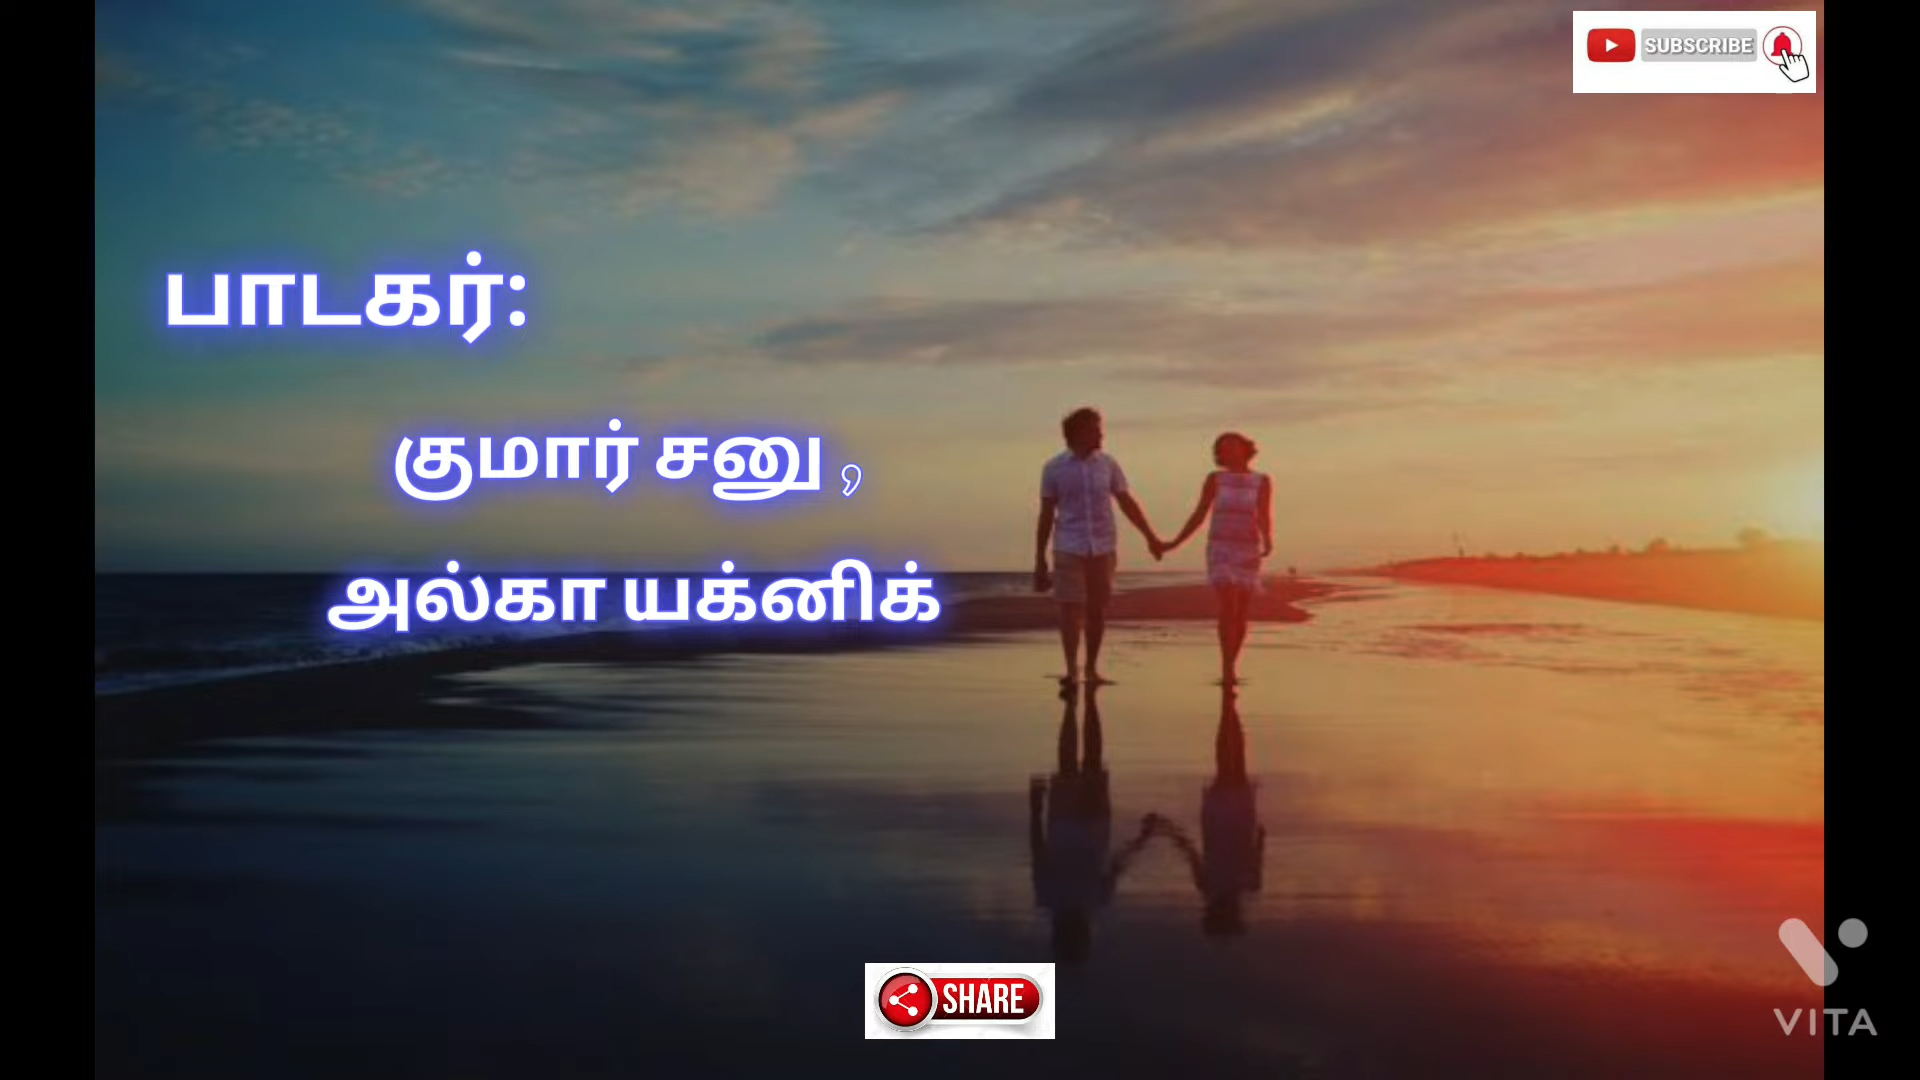 SUBSCRIBE
பாடகர்:
குமார் சனு ,
அல்கா யக்னிக்
SHARE
VITA